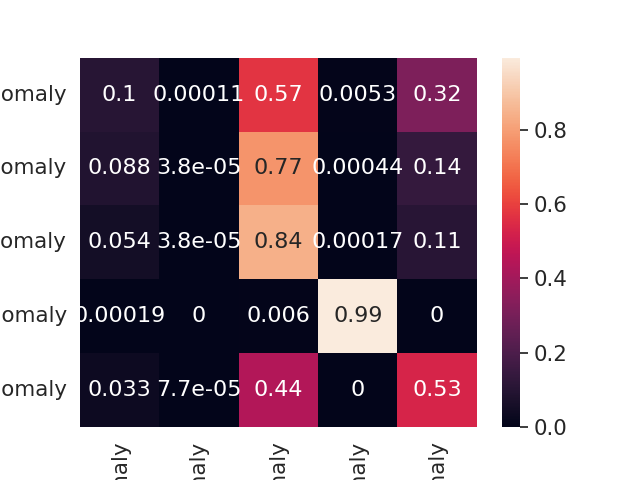 omaly 0.1 0.00011 0.57 0.0053 0.32
omaly 0.088 3.8e-05 0.77 0.00044 0.14
omaly 0.054 3.8e-05 0.84 0.00017 0.11
omaly 0.00019 0 0.006 0.99 0
omaly 0.033 7.7e-05 0.44 0 0.53
naly naly naly naly naly
0.8
0.6
0.4
0.2
0.0